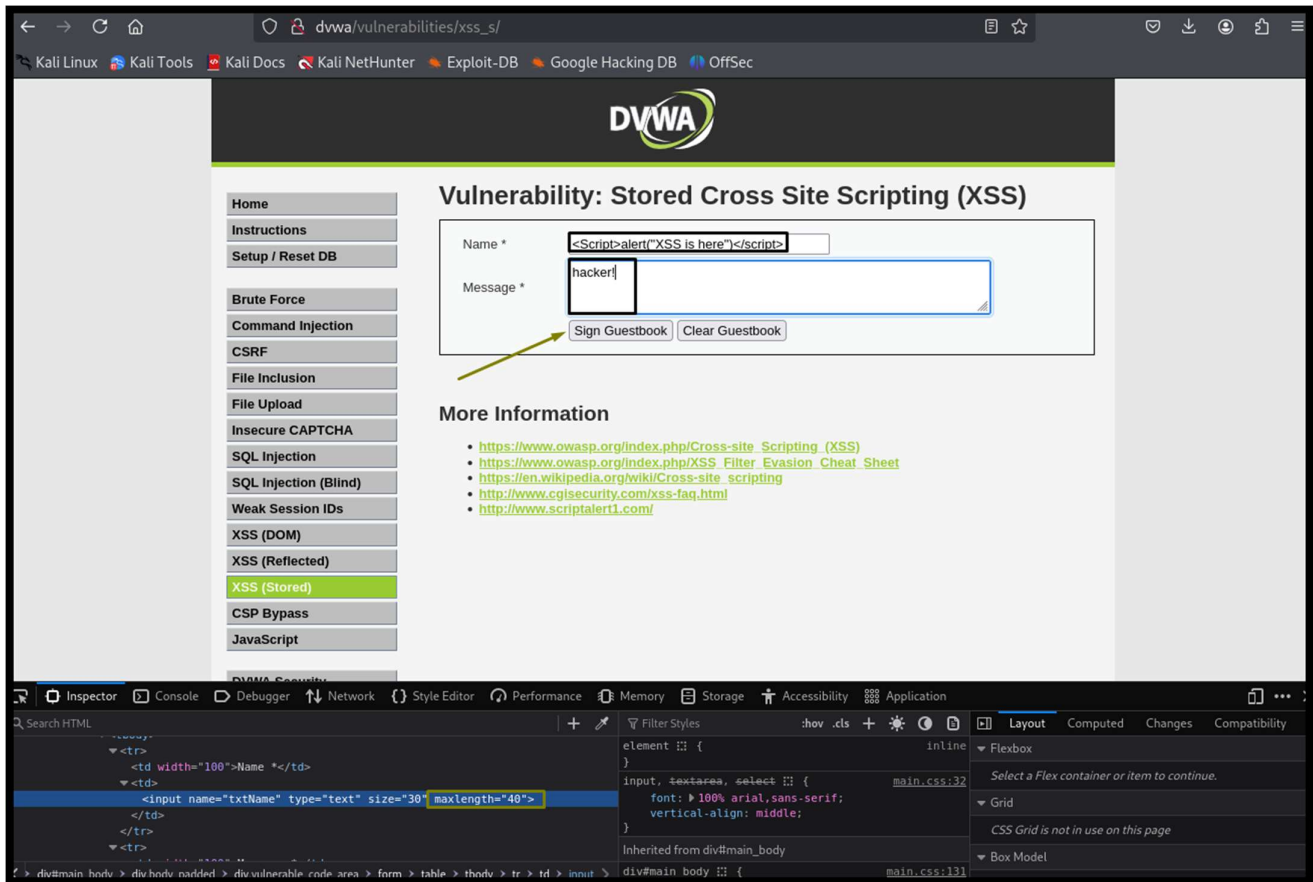 dvwa/vulnerabilities/xss_s/
Kali Linux Kali Tools Kali Docs Kali NetHunter Exploit-DB Google Hacking DB OffSec
DVWA
Home
Instructions
Setup / Reset DB
Brute Force
Command Injection
CSRF
File Inclusion
File Upload
Insecure CAPTCHA
SQL Injection
SQL Injection (Blind)
Weak Session IDs
XSS (DOM)
XSS (Reflected)
XSS (Stored)
CSP Bypass
JavaScript
DVWA Security
Vulnerability: Stored Cross Site Scripting (XSS)
Name * <Script>alert("XSS is here")</script>
Message * hacker!
Sign Guestbook Clear Guestbook
More Information
https://www.owasp.org/index.php/Cross-site_Scripting_(XSS)
https://www.owasp.org/index.php/XSS_Filter_Evasion_Cheat_Sheet
https://en.wikipedia.org/wiki/Cross-site_scripting
http://www.cgisecurity.com/xss-faq.html
http://www.scriptalert1.com/
Inspector Console Debugger Network Style Editor Performance Memory Storage Accessibility Application
Search HTML
<tr>
<td width="100">Name *</td>
<td>
<input name="txtName" type="text" size="30" maxlength="40">
</td>
</tr>
<tr>
div#main_body > div.body_padded > div.vulnerable_code_area > form > table > tbody > tr > td > input
Filter Styles :hov .cls
element { inline
}
input, textarea, select { main.css:32
font: 100% arial,sans-serif;
vertical-align: middle;
}
Inherited from div#main_body
div#main_body { main.css:131
Layout Computed Changes Compatibility
Flexbox
Select a Flex container or item to continue.
Grid
CSS Grid is not in use on this page
Box Model